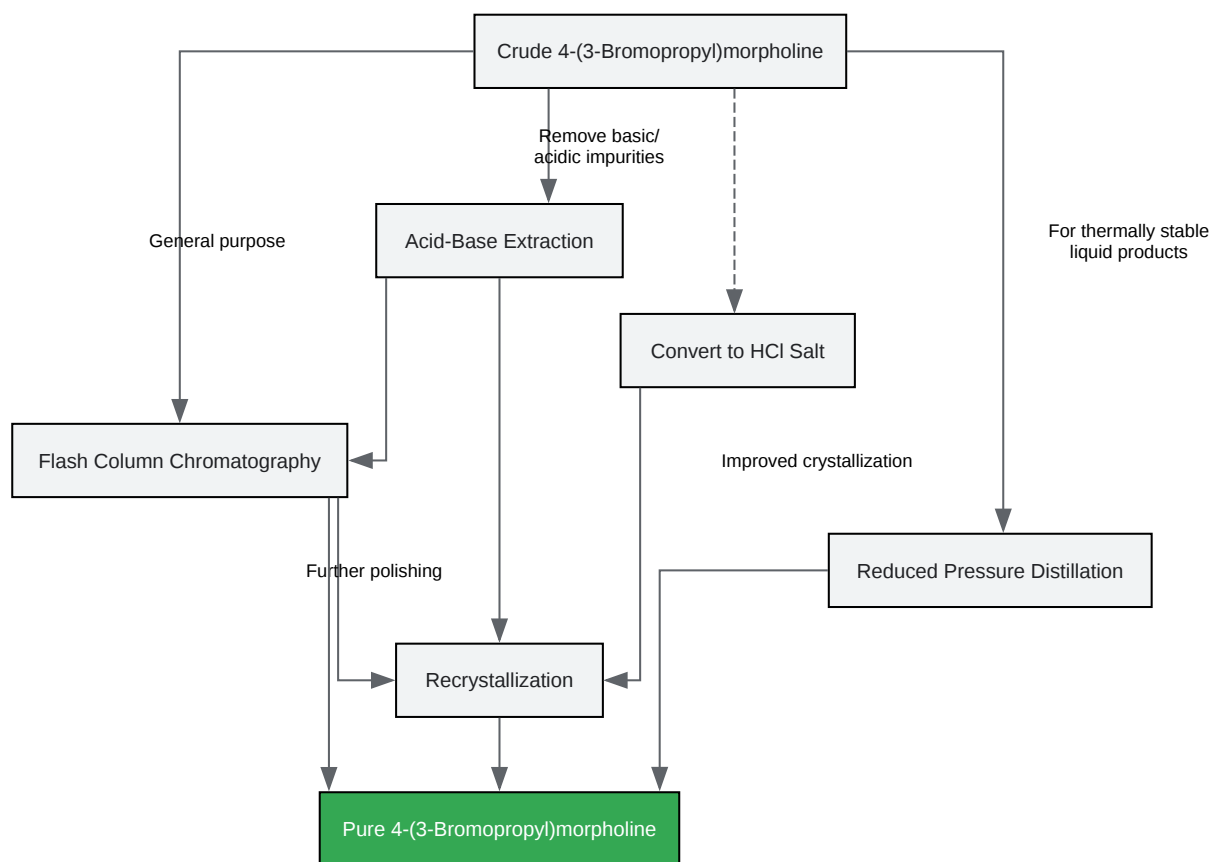 Crude 4-(3-Bromopropyl)morpholine
Remove basic/
acidic impurities
Acid-Base Extraction
General purpose
For thermally stable
liquid products
Convert to HCl Salt
Flash Column Chromatography
Improved crystallization
Further polishing
Reduced Pressure Distillation
Recrystallization
Pure 4-(3-Bromopropyl)morpholine